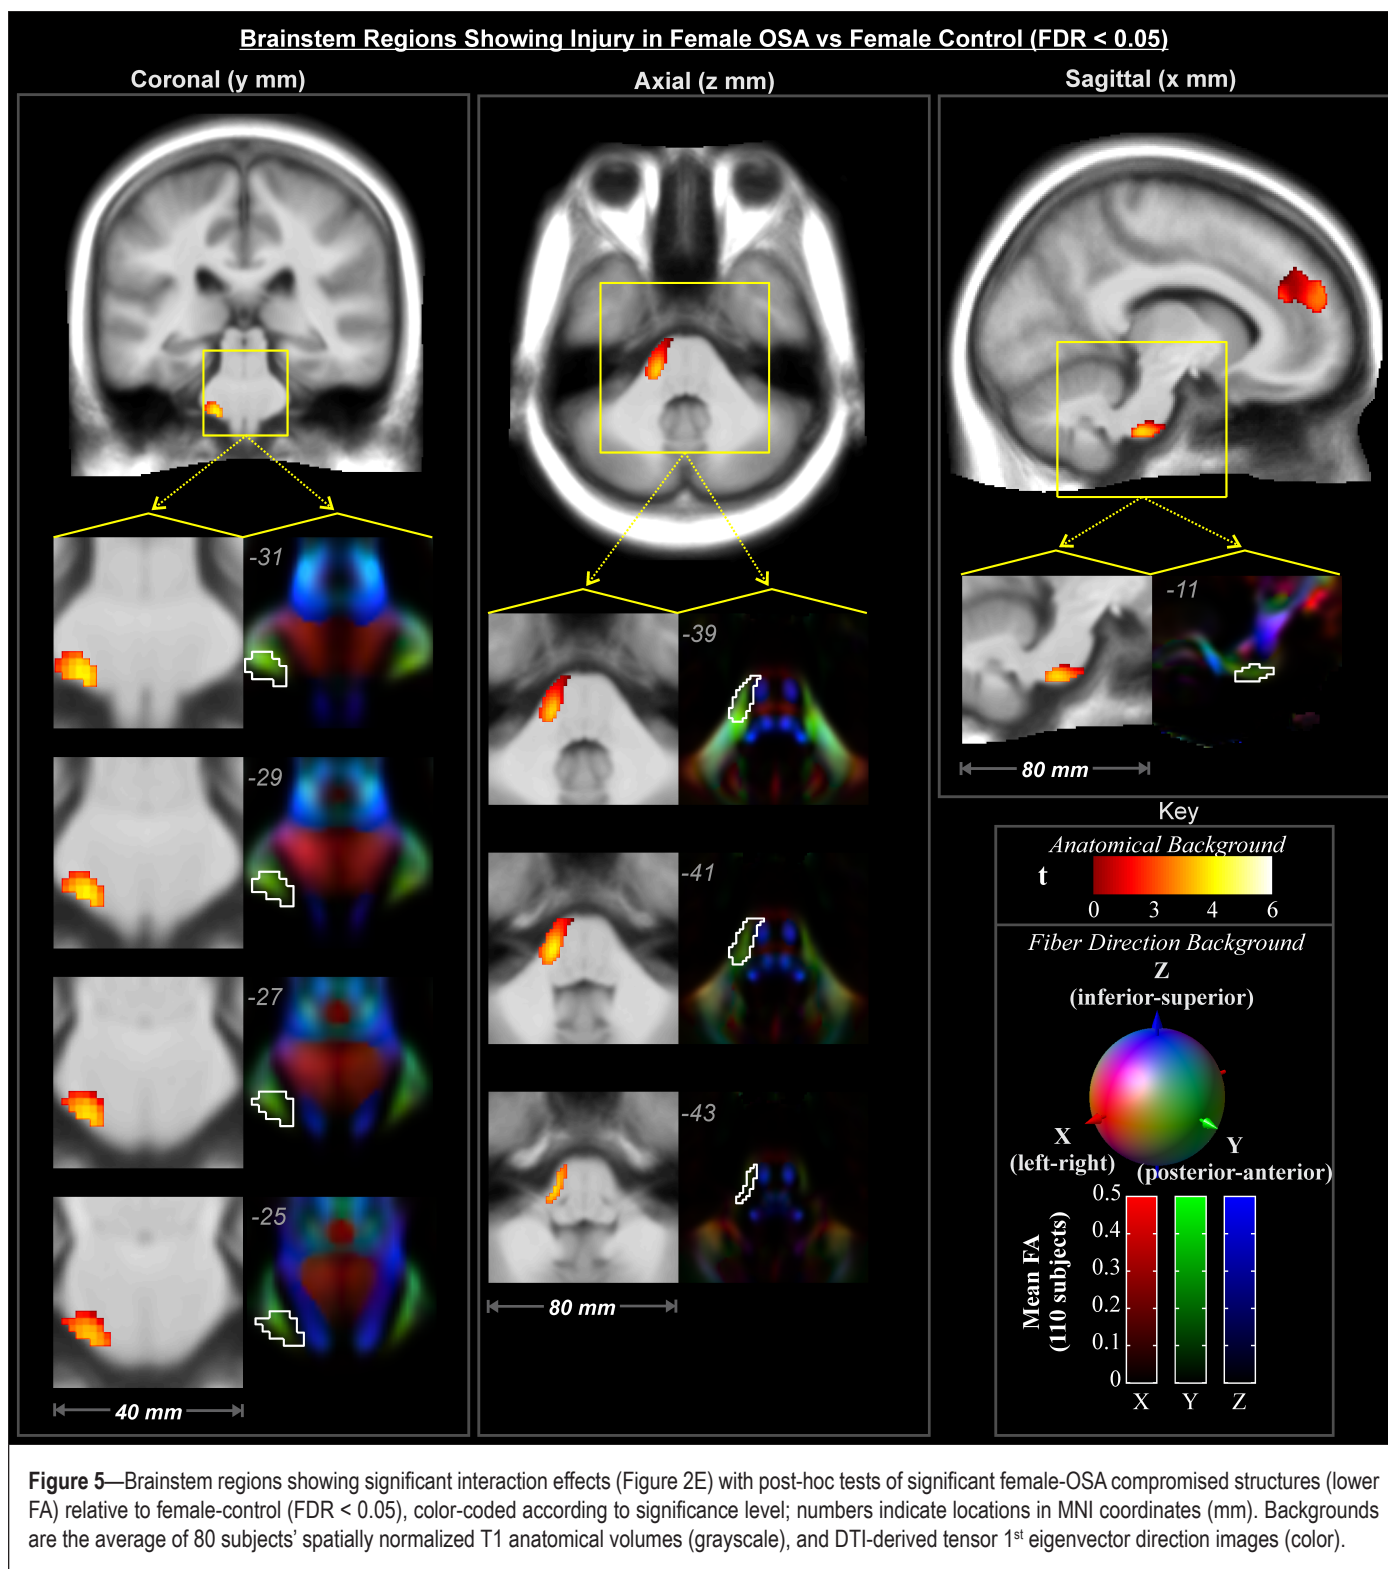 Brainstem Regions Showing Injury in Female OSA vs Female Control (FDR < 0.05)
Coronal (y mm)
Axial (z mm)
Sagittal (x mm)
-31
-29
-27
-25
40 mm
-39
-41
-43
80 mm
-11
80 mm
Key
Anatomical Background
t
0 3 4 6
Fiber Direction Background
Z
(inferior-superior)
X
(left-right)
Y
(posterior-anterior)
Mean FA
(110 subjects)
0.5
0.4
0.3
0.2
0.1
0
X Y Z
Figure 5—Brainstem regions showing significant interaction effects (Figure 2E) with post-hoc tests of significant female-OSA compromised structures (lower
FA) relative to female-control (FDR < 0.05), color-coded according to significance level; numbers indicate locations in MNI coordinates (mm). Backgrounds
are the average of 80 subjects’ spatially normalized T1 anatomical volumes (grayscale), and DTI-derived tensor 1st eigenvector direction images (color).